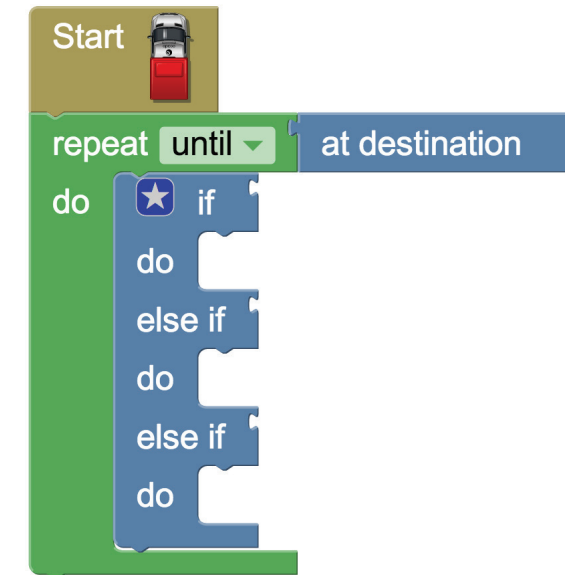 Start
repeat until at destination
do if
do
else if
do
else if
do